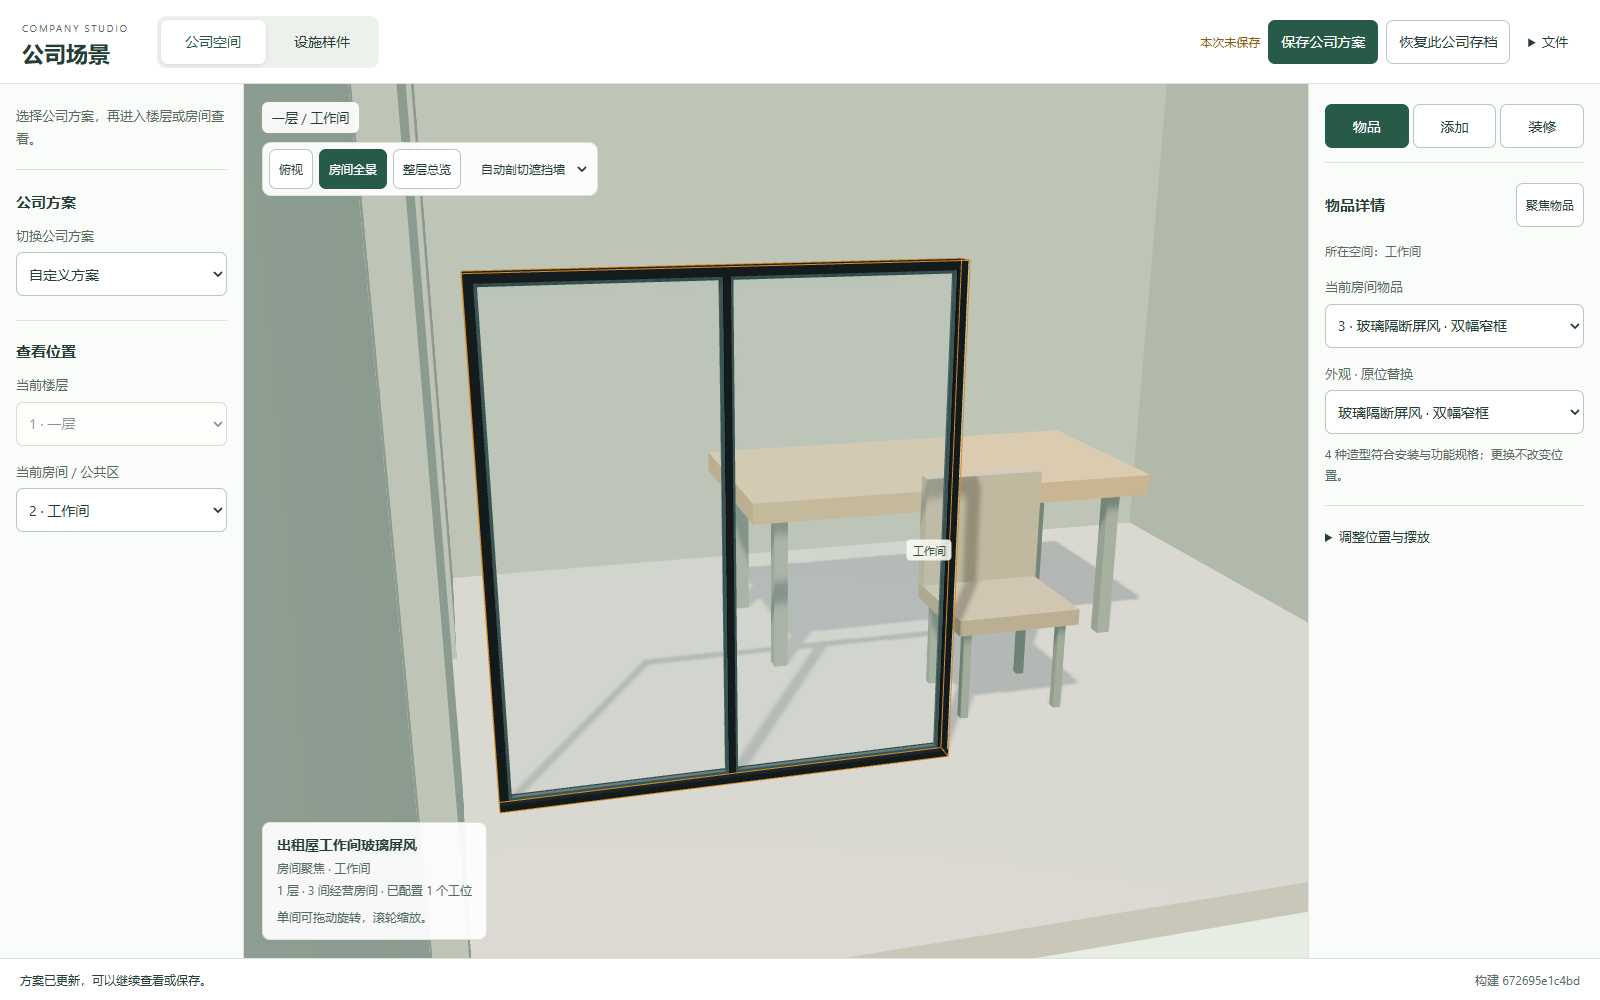 COMPANY STUDIO
公司场景
公司空间
设施样件
本次未保存
保存公司方案
恢复此公司存档
▶ 文件
选择公司方案，再进入楼层或房间查
看。
公司方案
切换公司方案
自定义方案
查看位置
当前楼层
1 · 一层
当前房间 / 公共区
2 · 工作间
一层 / 工作间
俯视
房间全景
整层总览
自动剖切遮挡墙
工作间
出租屋工作间玻璃屏风
房间聚焦 · 工作间
1 层 · 3 间经营房间 · 已配置 1 个工位
单间可拖动旋转，滚轮缩放。
物品
添加
装修
物品详情
聚焦物品
所在空间：工作间
当前房间物品
3 · 玻璃隔断屏风 · 双幅窄框
外观 · 原位替换
玻璃隔断屏风 · 双幅窄框
4 种造型符合安装与功能规格；更换不改变位
置。
▶ 调整位置与摆放
方案已更新，可以继续查看或保存。
构建 672695e1c4bd